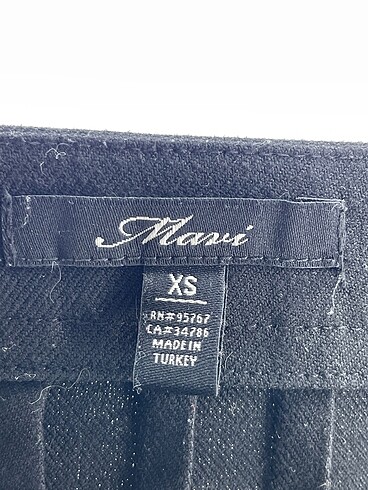 Mavi
XS
RN#95767
CA#34786
MADE IN
TURKEY